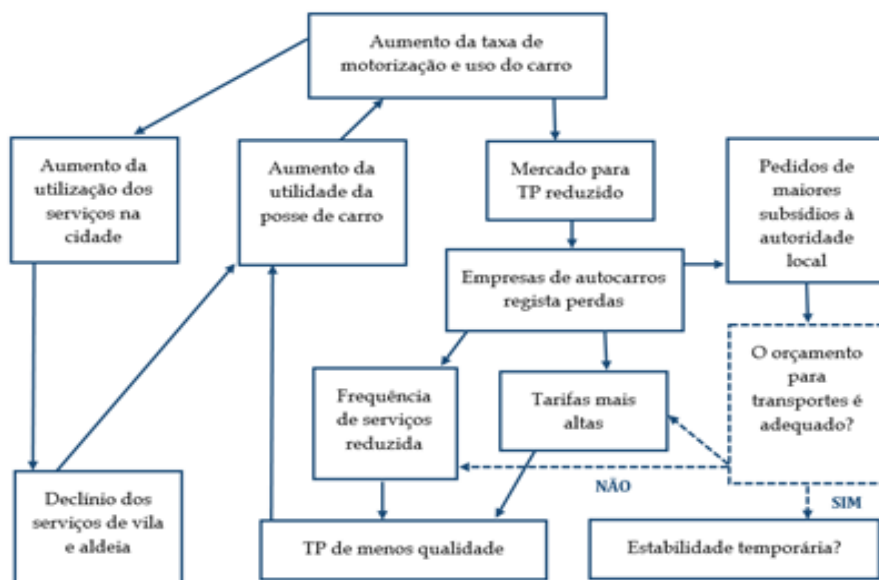 Aumento da taxa de
motorização e uso do carro
Aumento da
utilização dos
serviços na
cidade
Aumento da
utilidade da
posse de carro
Mercado para
TP reduzido
Pedidos de
maiores
subsídios à
autoridade
local
Empresas de autocarros
regista perdas
Frequência
de serviços
reduzida
Tarifas mais
altas
O orçamento
para
transportes é
adequado?
NÃO
SIM
Declínio dos
serviços de vila
e aldeia
TP de menos qualidade
Estabilidade temporária?